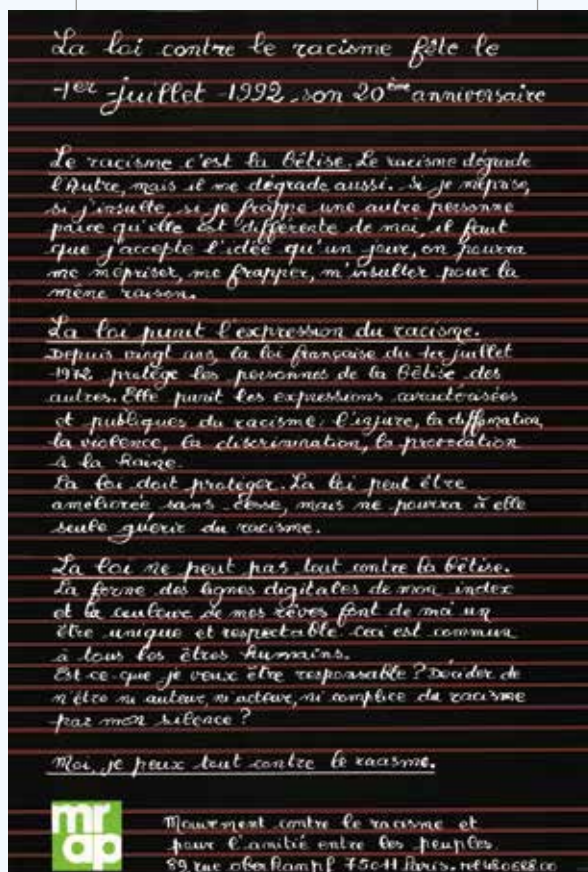 La loi contre le racisme fête le
1er juillet 1992 son 20ème anniversaire
Le racisme c'est la bêtise. Le racisme dégrade
l'Autre, mais il me dégrade aussi. Si je méprise,
si j'insulte, si je frappe une autre personne
parce qu'elle est différente de moi, il faut
que j'accepte l'idée qu'un jour, on pourra
me mépriser, me frapper, m'insulter pour la
même raison.
La loi punit l'expression du racisme.
Depuis vingt ans, la loi française du 1er juillet
1972 protège les personnes de la bêtise des
autres. Elle punit les expressions caractérisées
et publiques du racisme : l'injure, la diffamation,
la violence, la discrimination, la provocation
à la haine.
La loi doit protéger. La loi peut être
améliorée sans cesse, mais ne pourra à elle
seule guérir du racisme.
La loi ne peut pas tout contre la bêtise.
La forme des lignes digitales de mon index
et la couleur de mes rêves font de moi un
être unique et respectable. Ceci est commun
à tous les êtres humains.
Est-ce que je veux être responsable ? Décider de
n'être ni auteur, ni acteur, ni complice du racisme
par mon silence ?
Moi, je peux tout contre le racisme.
mr
ap
Mouvement contre le racisme et
pour l'amitié entre les peuples
89 rue oberkampf 75011 Paris.